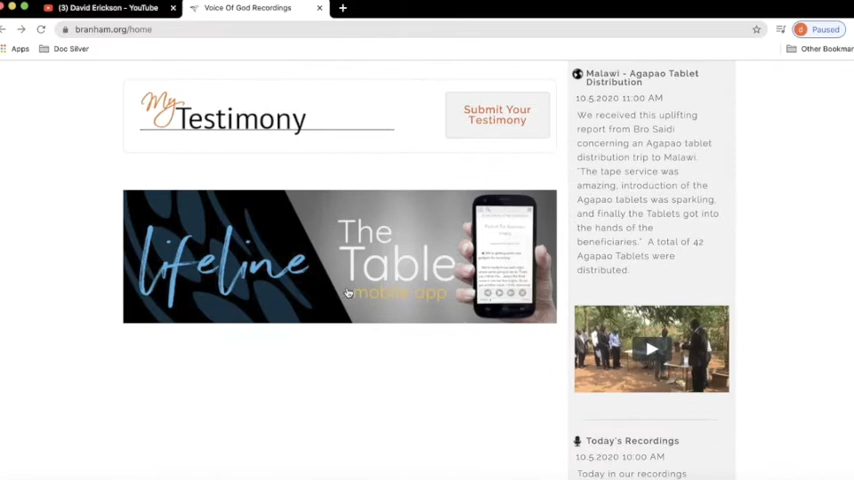 (3) David Erickson - YouTube
Voice Of God Recordings
branham.org/home
Paused
Apps
Doc Silver
Other Bookmar
My
Testimony
Submit Your
Testimony
lifeline
The
Table
mobile app
Malawi - Agapao Tablet
Distribution
10.5.2020 11:00 AM
We received this uplifting
report from Bro Saidi
concerning an Agapao tablet
distribution trip to Malawi.
"The tape service was
amazing, introduction of the
Agapao tablets was sparkling,
and finally the Tablets got into
the hands of the
beneficiaries." A total of 42
Agapao Tablets were
distributed.
Today's Recordings
10.5.2020 10:00 AM
Today in our recordings